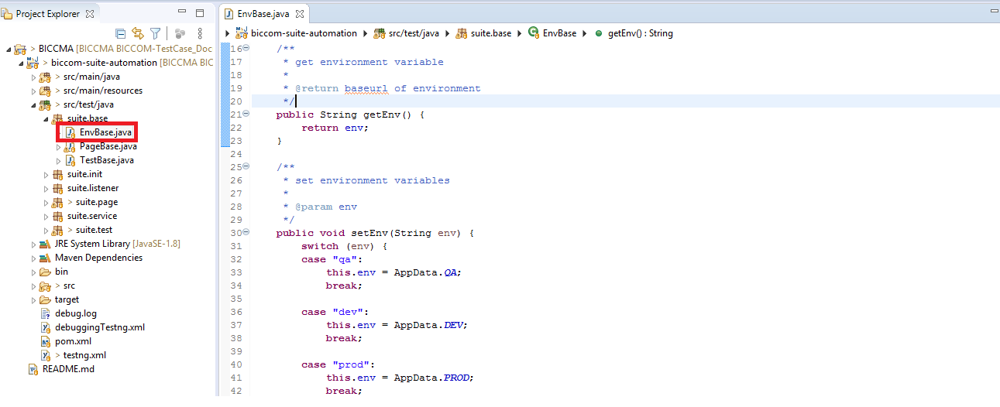 Project Explorer
> BICCMA [BICCMA BICCOM-TestCase_Doc
> biccom-suite-automation [BICCMA BIC
> src/main/java
> src/main/resources
> src/test/java
suite.base
EnvBase.java
PageBase.java
TestBase.java
suite.init
suite.listener
> suite.page
suite.service
> suite.test
JRE System Library [JavaSE-1.8]
Maven Dependencies
bin
> src
target
debug.log
debuggingTestng.xml
pom.xml
> testng.xml
README.md
EnvBase.java
biccom-suite-automation src/test/java suite.base EnvBase getEnv() : String
16 /**
17 * get environment variable
18 *
19 * @return baseurl of environment
20 */
21 public String getEnv() {
22 return env;
23 }
24
25 /**
26 * set environment variables
27 *
28 * @param env
29 */
30 public void setEnv(String env) {
31 switch (env) {
32 case "qa":
33 this.env = AppData.QA;
34 break;
35
36 case "dev":
37 this.env = AppData.DEV;
38 break;
39
40 case "prod":
41 this.env = AppData.PROD;
42 break;